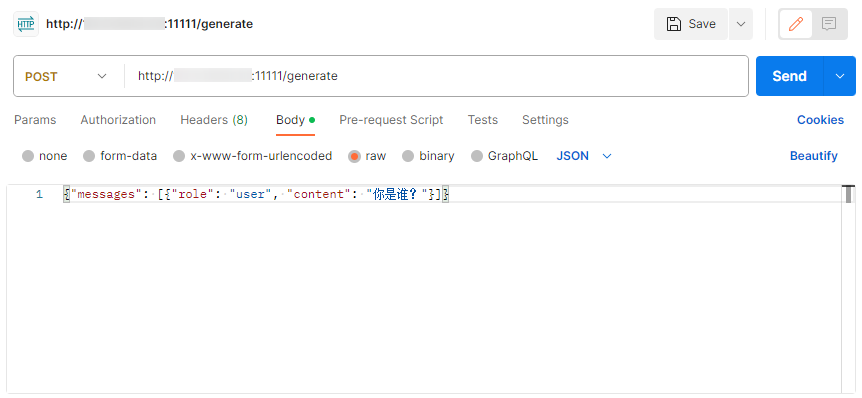 HTTP http:// :11111/generate Save
POST http:// :11111/generate Send
Params Authorization Headers (8) Body Pre-request Script Tests Settings Cookies
none form-data x-www-form-urlencoded raw binary GraphQL JSON Beautify
1 {"messages": [{"role": "user", "content": "你是谁？"}]}